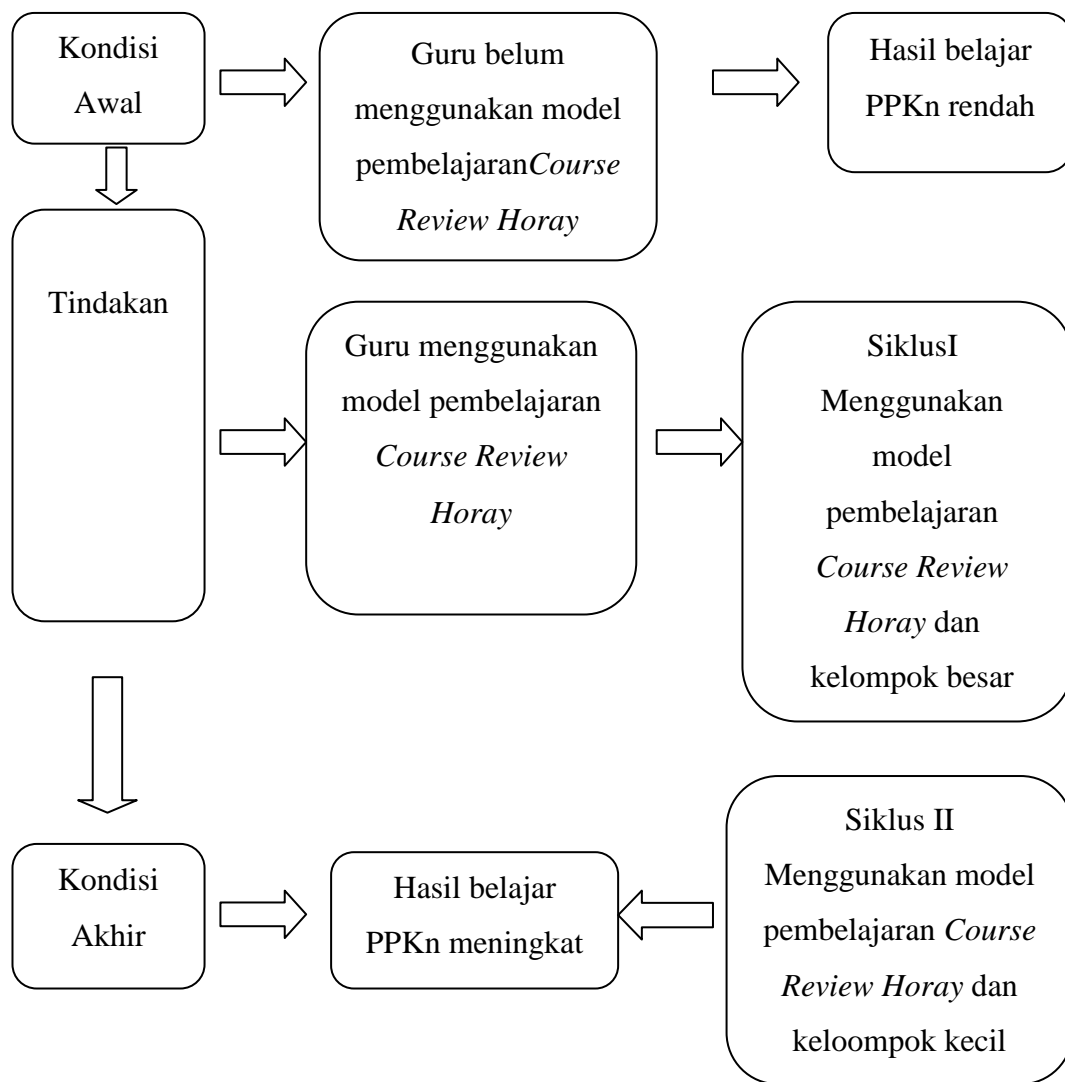 Kondisi
Awal
Guru belum
menggunakan model
pembelajaranCourse
Review Horay
Hasil belajar
PPKn rendah
Tindakan
Guru menggunakan
model pembelajaran
Course Review
Horay
SiklusI
Menggunakan
model
pembelajaran
Course Review
Horay dan
kelompok besar
Kondisi
Akhir
Hasil belajar
PPKn meningkat
Siklus II
Menggunakan model
pembelajaran Course
Review Horay dan
keloompok kecil